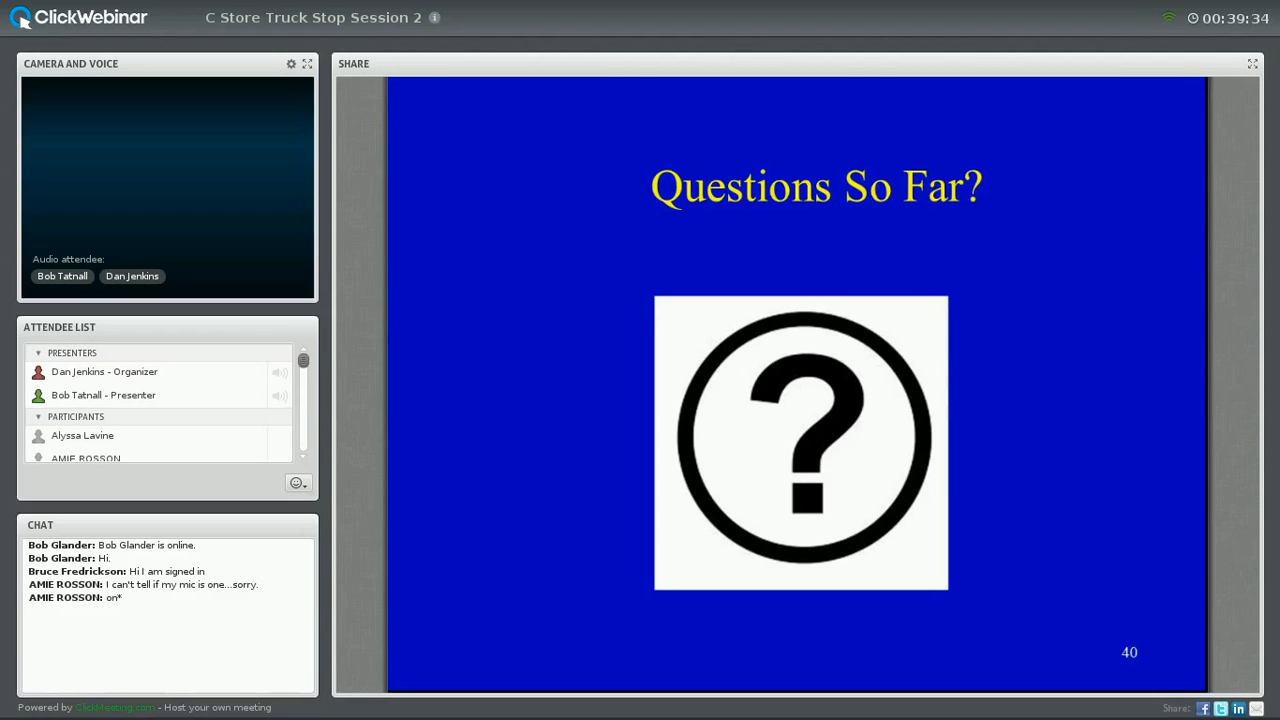 ClickWebinar
C Store Truck Stop Session 2
00:39:34
CAMERA AND VOICE
Audio attendee:
Bob Tatnall Dan Jenkins
ATTENDEE LIST
PRESENTERS
Dan Jenkins - Organizer
Bob Tatnall - Presenter
PARTICIPANTS
Alyssa Lavine
AMIE ROSSON
CHAT
Bob Glander: Bob Glander is online.
Bob Glander: Hi.
Bruce Fredrickson: Hi I am signed in
AMIE ROSSON: I can't tell if my mic is one...sorry.
AMIE ROSSON: on*
Powered by ClickMeeting.com - Host your own meeting
SHARE
Questions So Far?
?
40
Share: